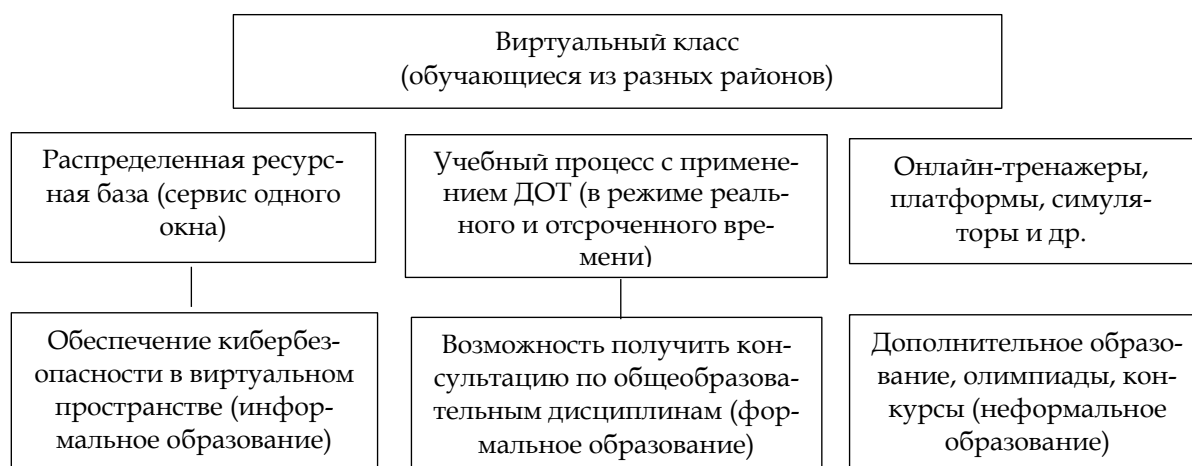 Виртуальный класс
(обучающиеся из разных районов)
Распределенная ресурс-
ная база (сервис одного
окна)
Учебный процесс с примене-
нием ДОТ (в режиме реаль-
ного и отсроченного вре-
мени)
Онлайн-тренажеры,
платформы, симуля-
торы и др.
Обеспечение кибербез-
опасности в виртуальном
пространстве (инфор-
мальное образование)
Возможность получить кон-
сультацию по общеобразова-
тельным дисциплинам (фор-
мальное образование)
Дополнительное образо-
вание, олимпиады, кон-
курсы (неформальное
образование)